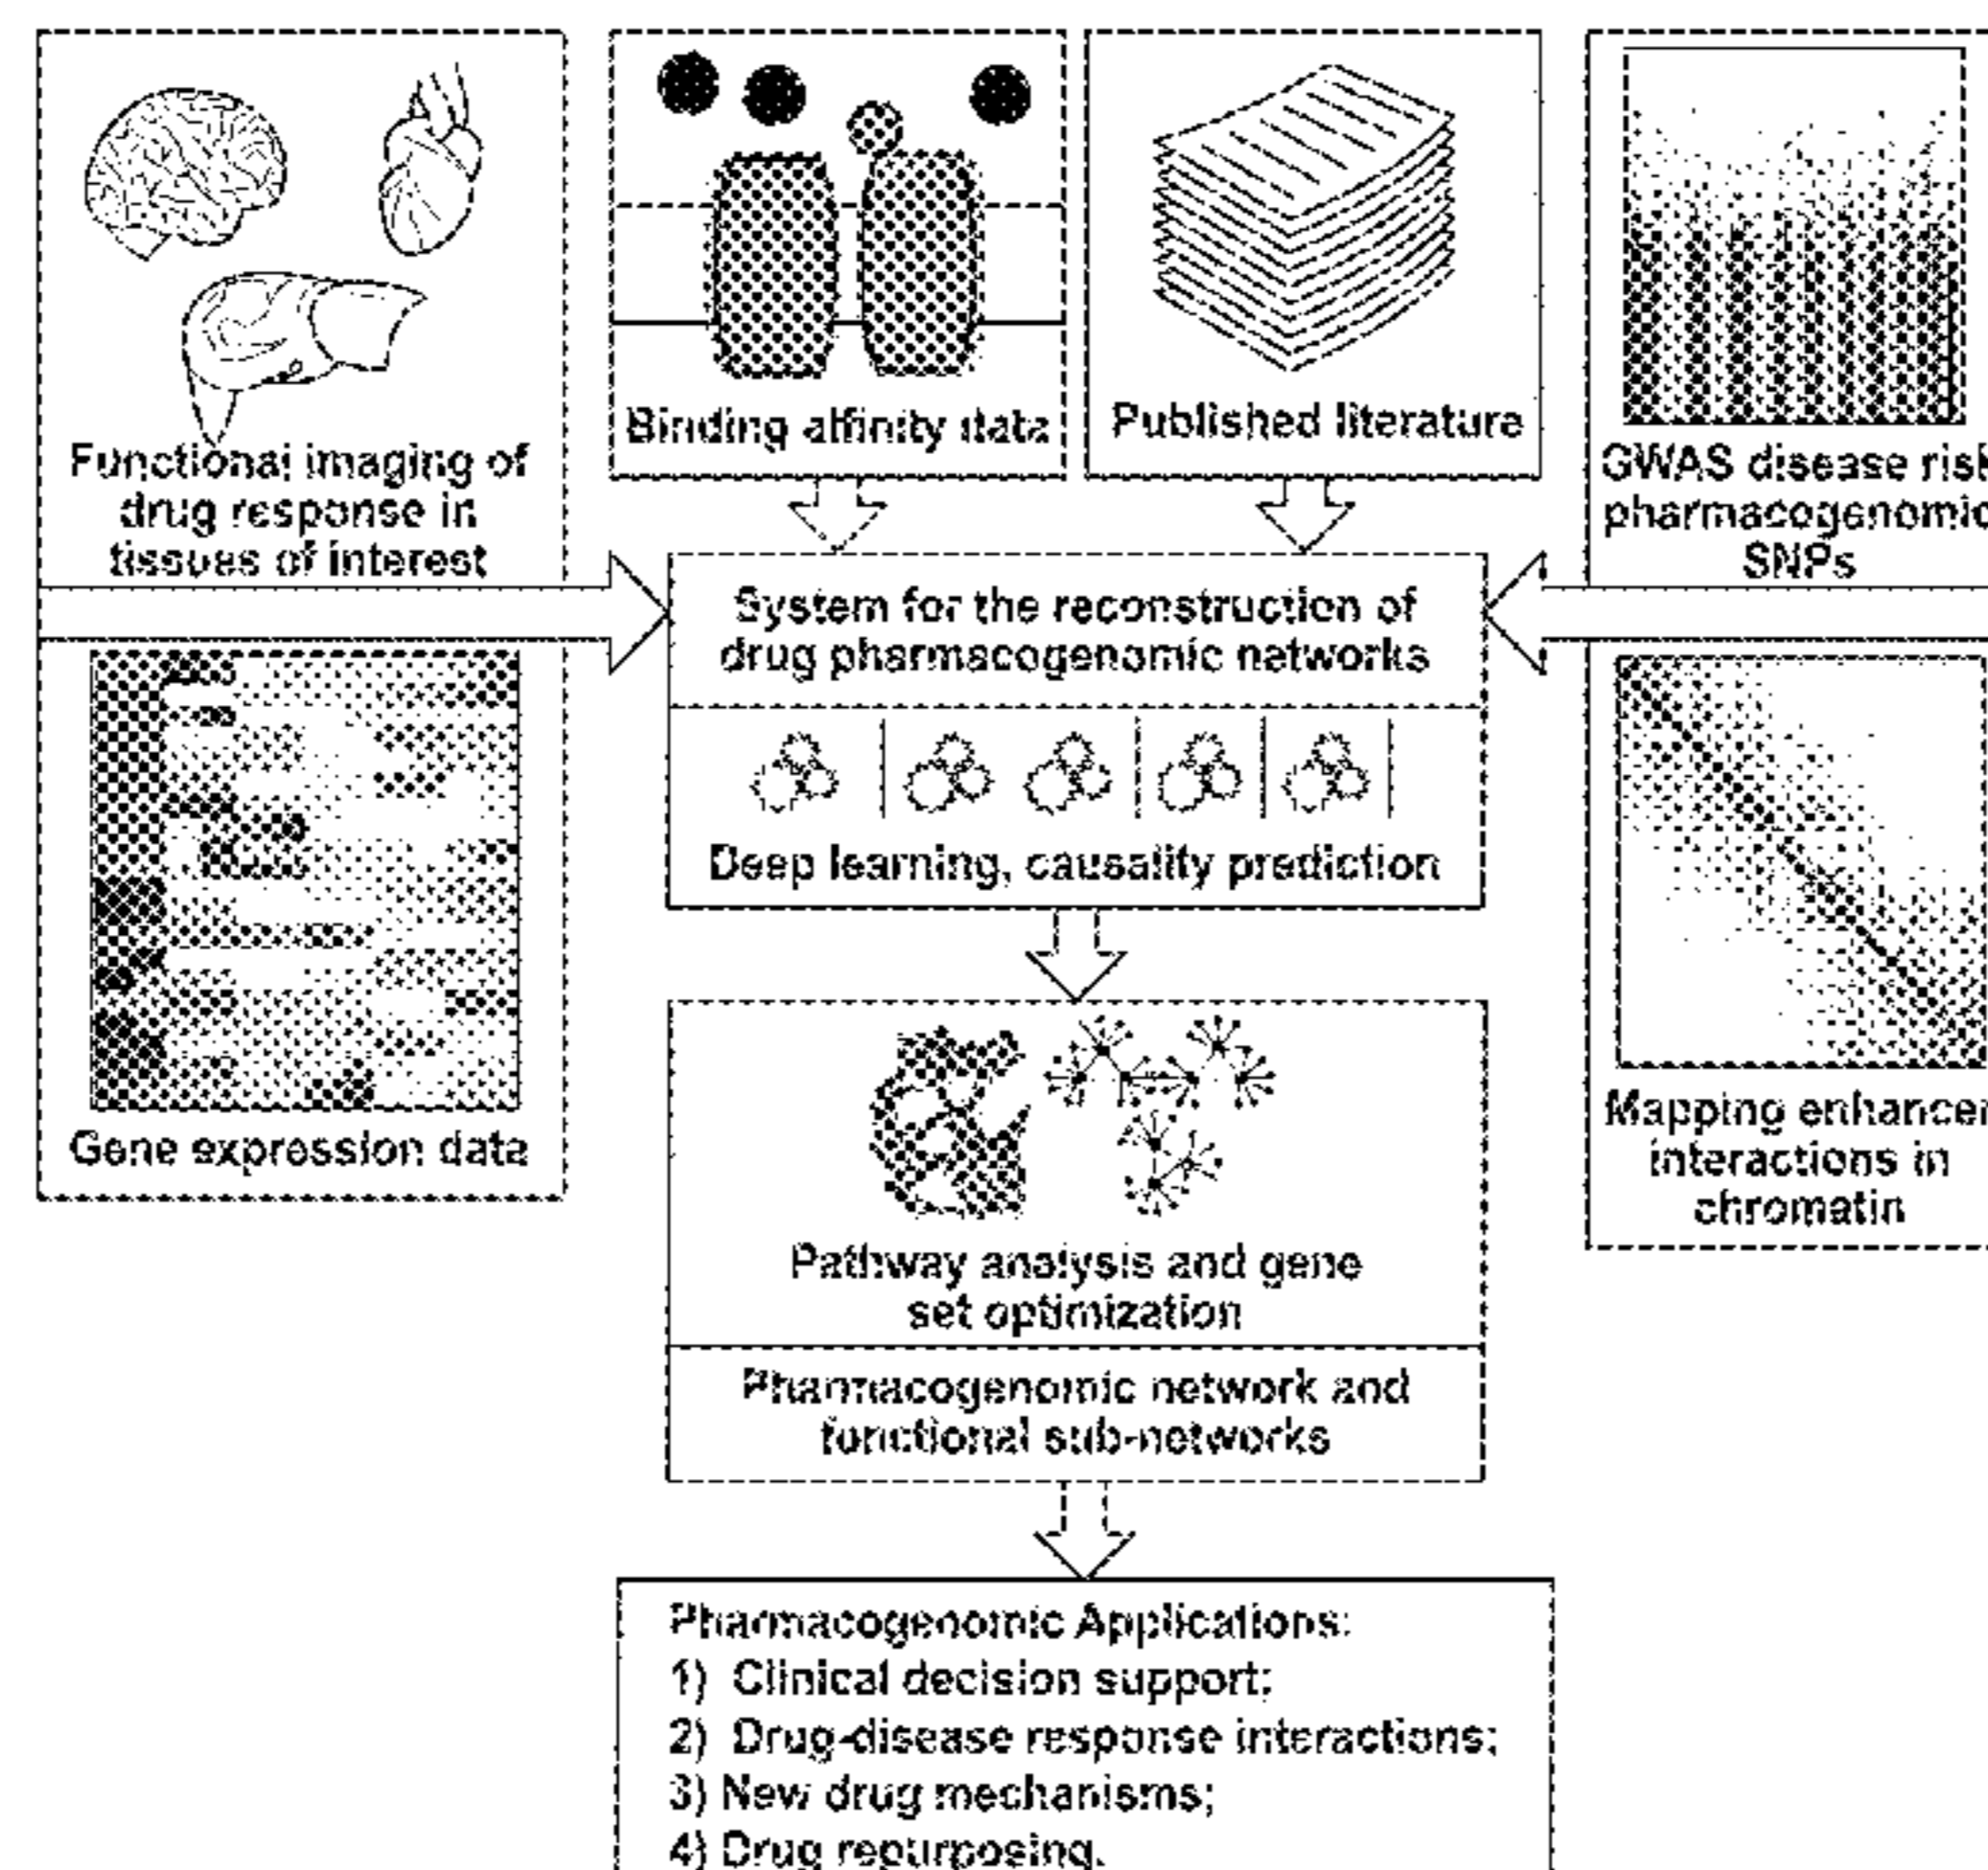 Functional imaging of
drug response in
tissues of interest
Binding affinity data
Published literature
GWAS disease risk
pharmacogenomic
SNPs
System for the reconstruction of
drug pharmacogenomic networks
Deep learning, causality prediction
Gene expression data
Mapping enhancer
interactions in
chromatin
Pathway analysis and gene
set optimization
Pharmacogenomic network and
functional sub-networks
Pharmacogenomic Applications:
1) Clinical decision support;
2) Drug-disease response interactions;
3) New drug mechanisms;
4) Drug repurposing.